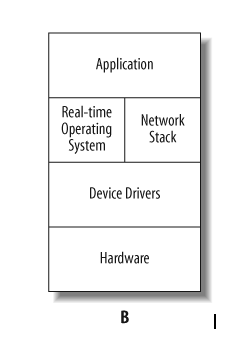 Application
Real-time
Operating
System
Network
Stack
Device Drivers
Hardware
B